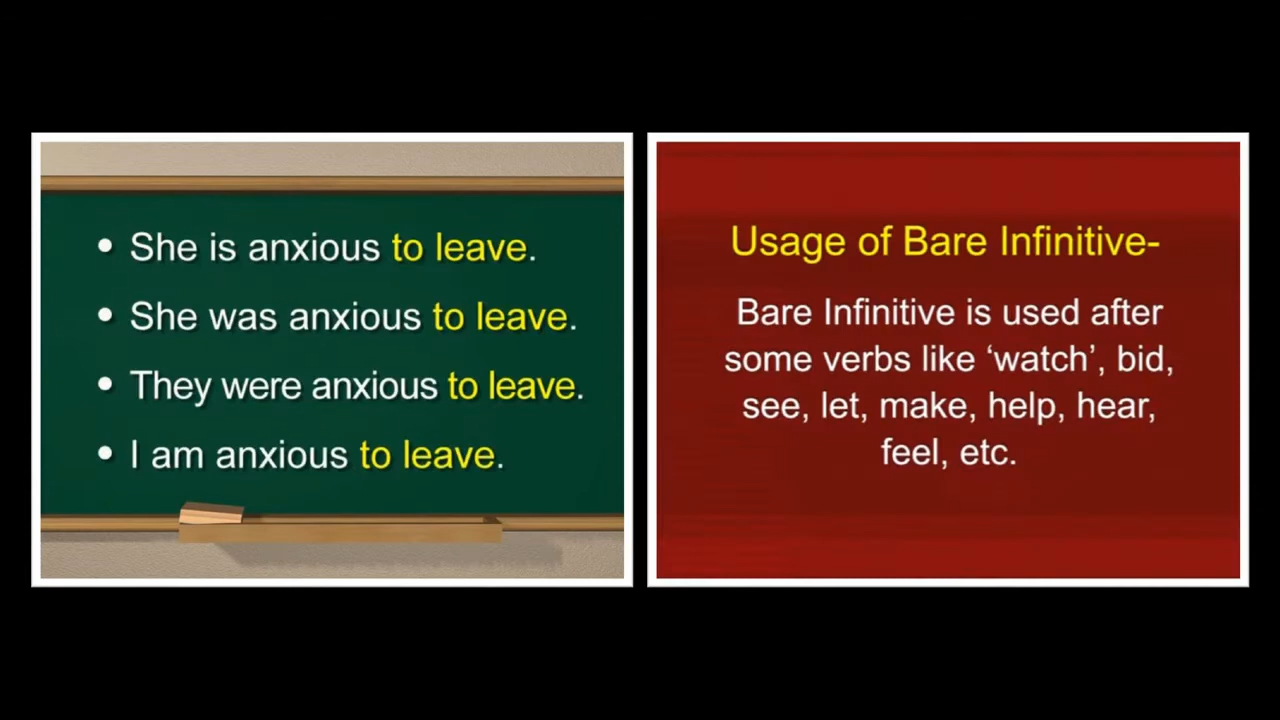 • She is anxious to leave.
• She was anxious to leave.
• They were anxious to leave.
• I am anxious to leave.
Usage of Bare Infinitive-
Bare Infinitive is used after
some verbs like ‘watch’, bid,
see, let, make, help, hear,
feel, etc.